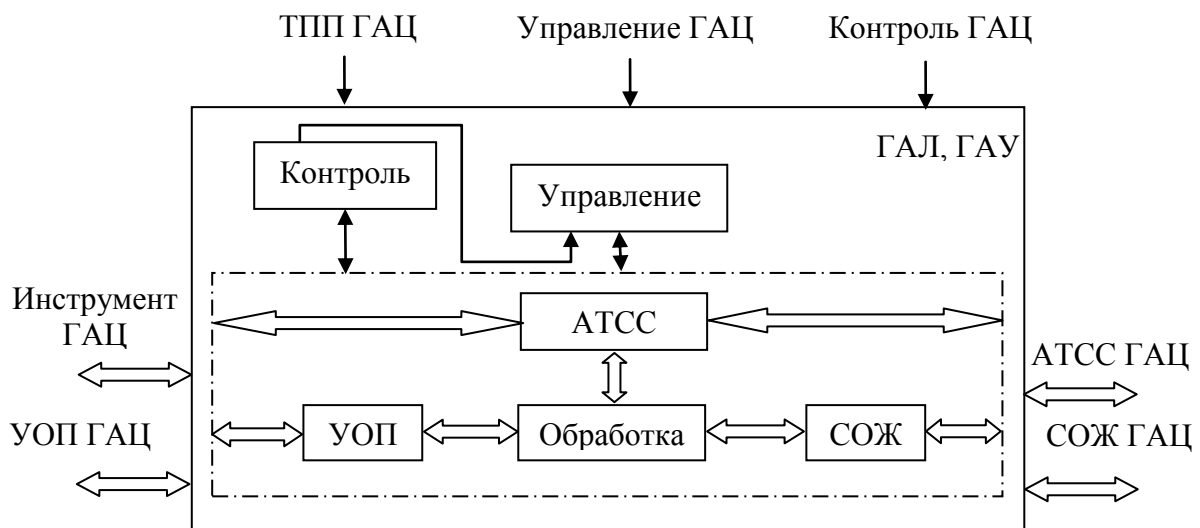 ТПП ГАЦ
Управление ГАЦ
Контроль ГАЦ
ГАЛ, ГАУ
Контроль
Управление
Инструмент
ГАЦ
АТСС
АТСС ГАЦ
УОП ГАЦ
УОП
Обработка
СОЖ
СОЖ ГАЦ